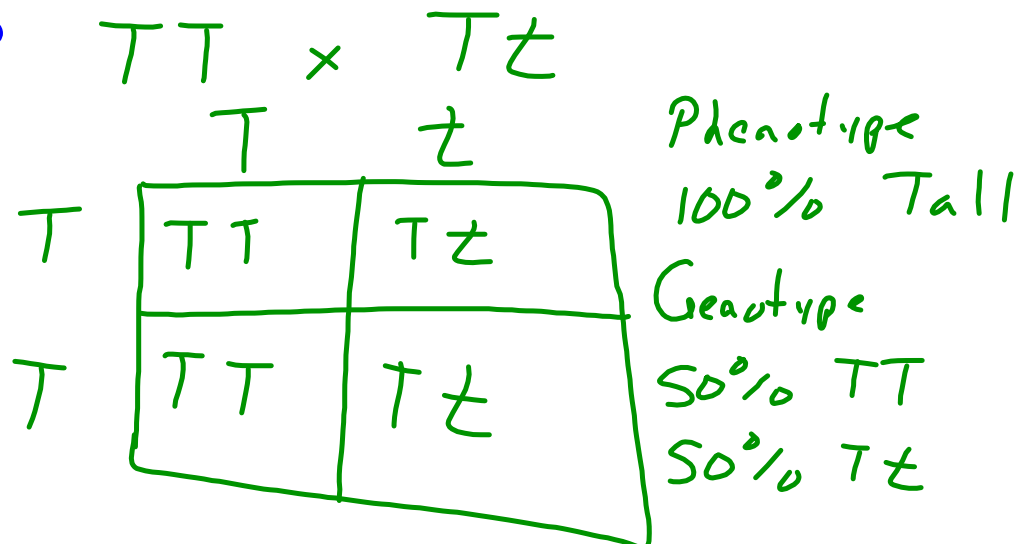 TT x Tt
T t
T TT Tt
T TT Tt
Phenotype
100% Tall
Genotype
50% TT
50% Tt